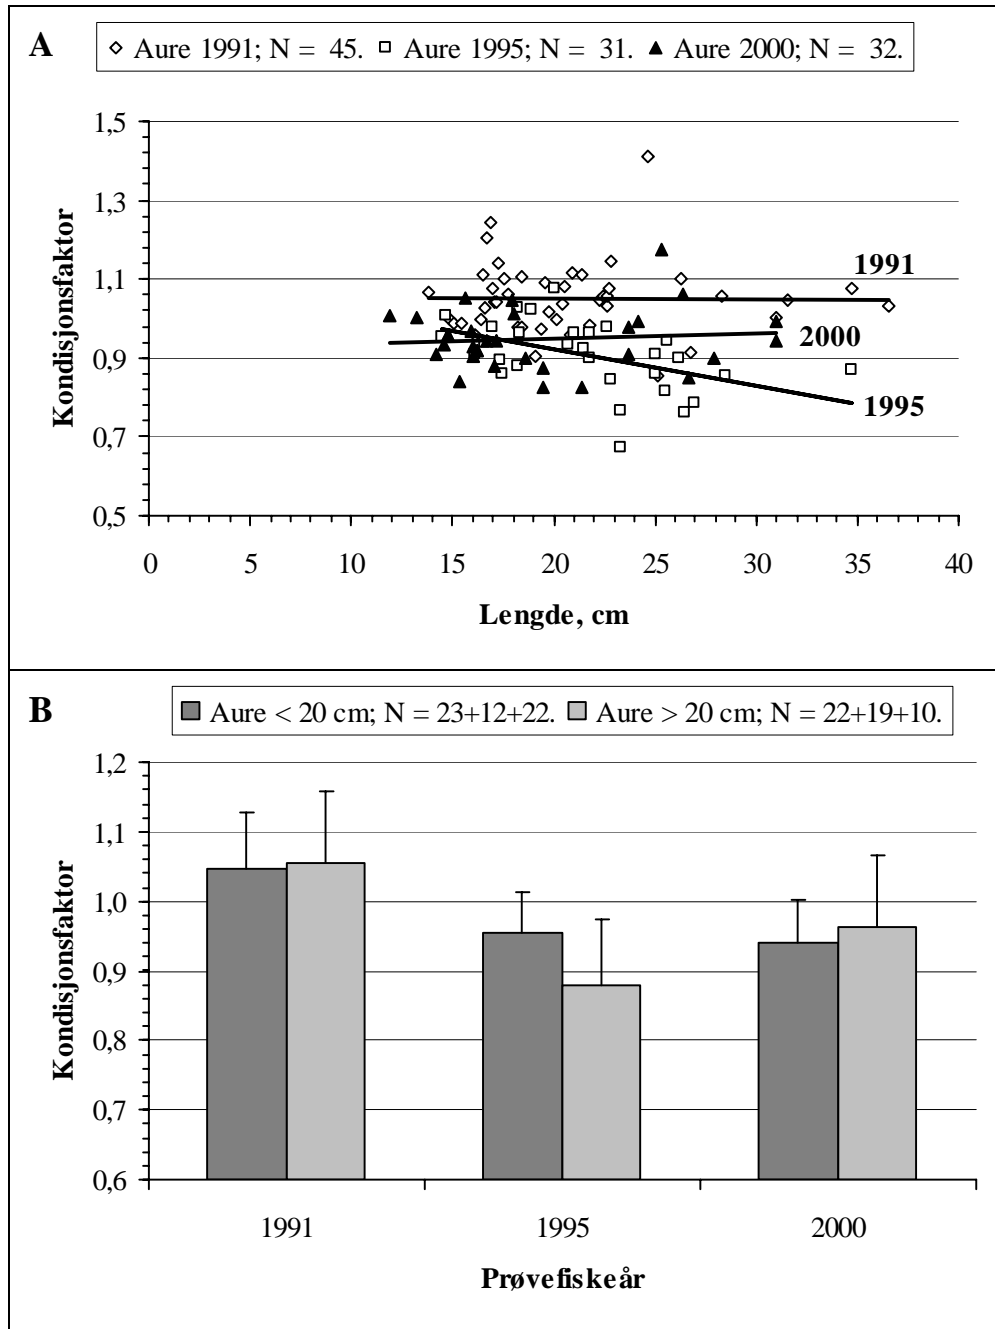 A
Aure 1991; N = 45. Aure 1995; N = 31. Aure 2000; N = 32.
1,5
1,3
1,1
0,9
0,7
0,5
Kondisjonsfaktor
1991
2000
1995
0 5 10 15 20 25 30 35 40
Lengde, cm
B
Aure < 20 cm; N = 23+12+22. Aure > 20 cm; N = 22+19+10.
1,2
1,1
1,0
0,9
0,8
0,7
0,6
Kondisjonsfaktor
1991 1995 2000
Prøvefiskeår